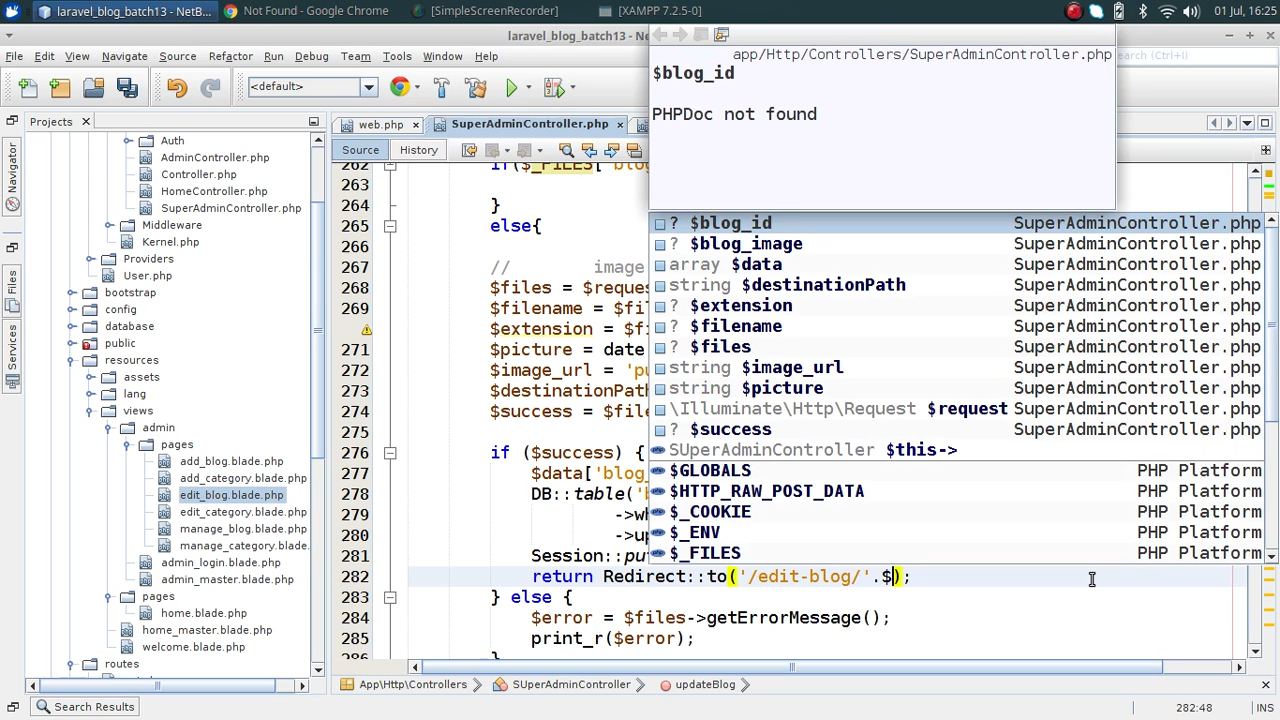 laravel_blog_batch13 - NetB...
Not Found - Google Chrome
[SimpleScreenRecorder]
[XAMPP 7.2.5-0]
01 Jul, 16:25
laravel_blog_batch13 - Ne
File Edit View Navigate Source Refactor Run Debug Team Tools Window Help
Search (Ctrl+I)
<default>
Projects
web.php
SuperAdminController.php
Source
History
Navigator
Files
Services
Auth
AdminController.php
Controller.php
HomeController.php
SuperAdminController.php
Middleware
Kernel.php
Providers
User.php
bootstrap
config
database
public
resources
assets
lang
views
admin
pages
add_blog.blade.php
add_category.blade.php
edit_blog.blade.php
edit_category.blade.php
manage_blog.blade.php
manage_category.blade.
admin_login.blade.php
admin_master.blade.php
pages
home.blade.php
home_master.blade.php
welcome.blade.php
routes
app/Http/Controllers/SuperAdminController.php
$blog_id
PHPDoc not found
? $blog_id SuperAdminController.php
? $blog_image SuperAdminController.php
array $data SuperAdminController.php
string $destinationPath SuperAdminController.php
? $extension SuperAdminController.php
? $filename SuperAdminController.php
? $files SuperAdminController.php
string $image_url SuperAdminController.php
string $picture SuperAdminController.php
\Illuminate\Http\Request $request SuperAdminController.php
? $success SuperAdminController.php
SUperAdminController $this->
$GLOBALS PHP Platform
$HTTP_RAW_POST_DATA PHP Platform
$_COOKIE PHP Platform
$_ENV PHP Platform
$_FILES PHP Platform
262 if($_FILES['blo
263
264 }
265 else{
266
267 // image
268 $files = $reques
269 $filename = $fil
$extension = $fi
271 $picture = date
272 $image_url = 'pu
273 $destinationPat
274 $success = $file
275
276 if ($success) {
277 $data['blog_
278 DB::table('b
279 ->wh
280 ->up
281 Session::pu
282 return Redirect::to('/edit-blog/'.$);
283 } else {
284 $error = $files->getErrorMessage();
285 print_r($error);
286 }
App\Http\Controllers
SUperAdminController
updateBlog
Search Results
282:48
INS